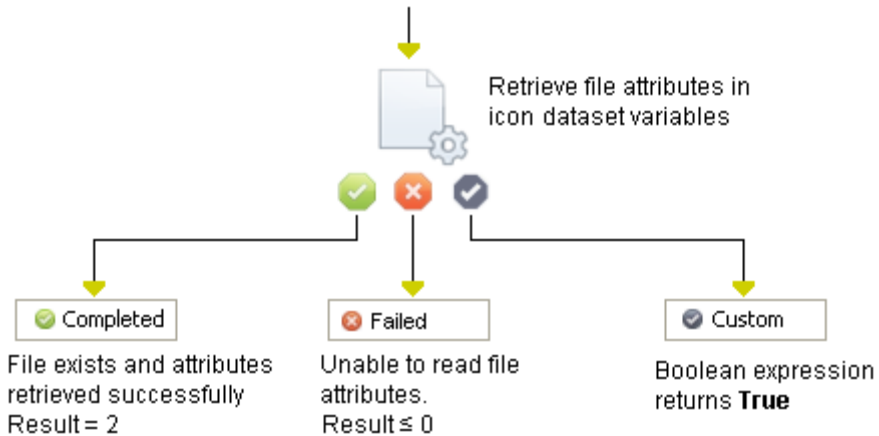 Retrieve file attributes in
icon dataset variables
Completed
File exists and attributes
retrieved successfully
Result = 2
Failed
Unable to read file
attributes.
Result ≤ 0
Custom
Boolean expression
returns True